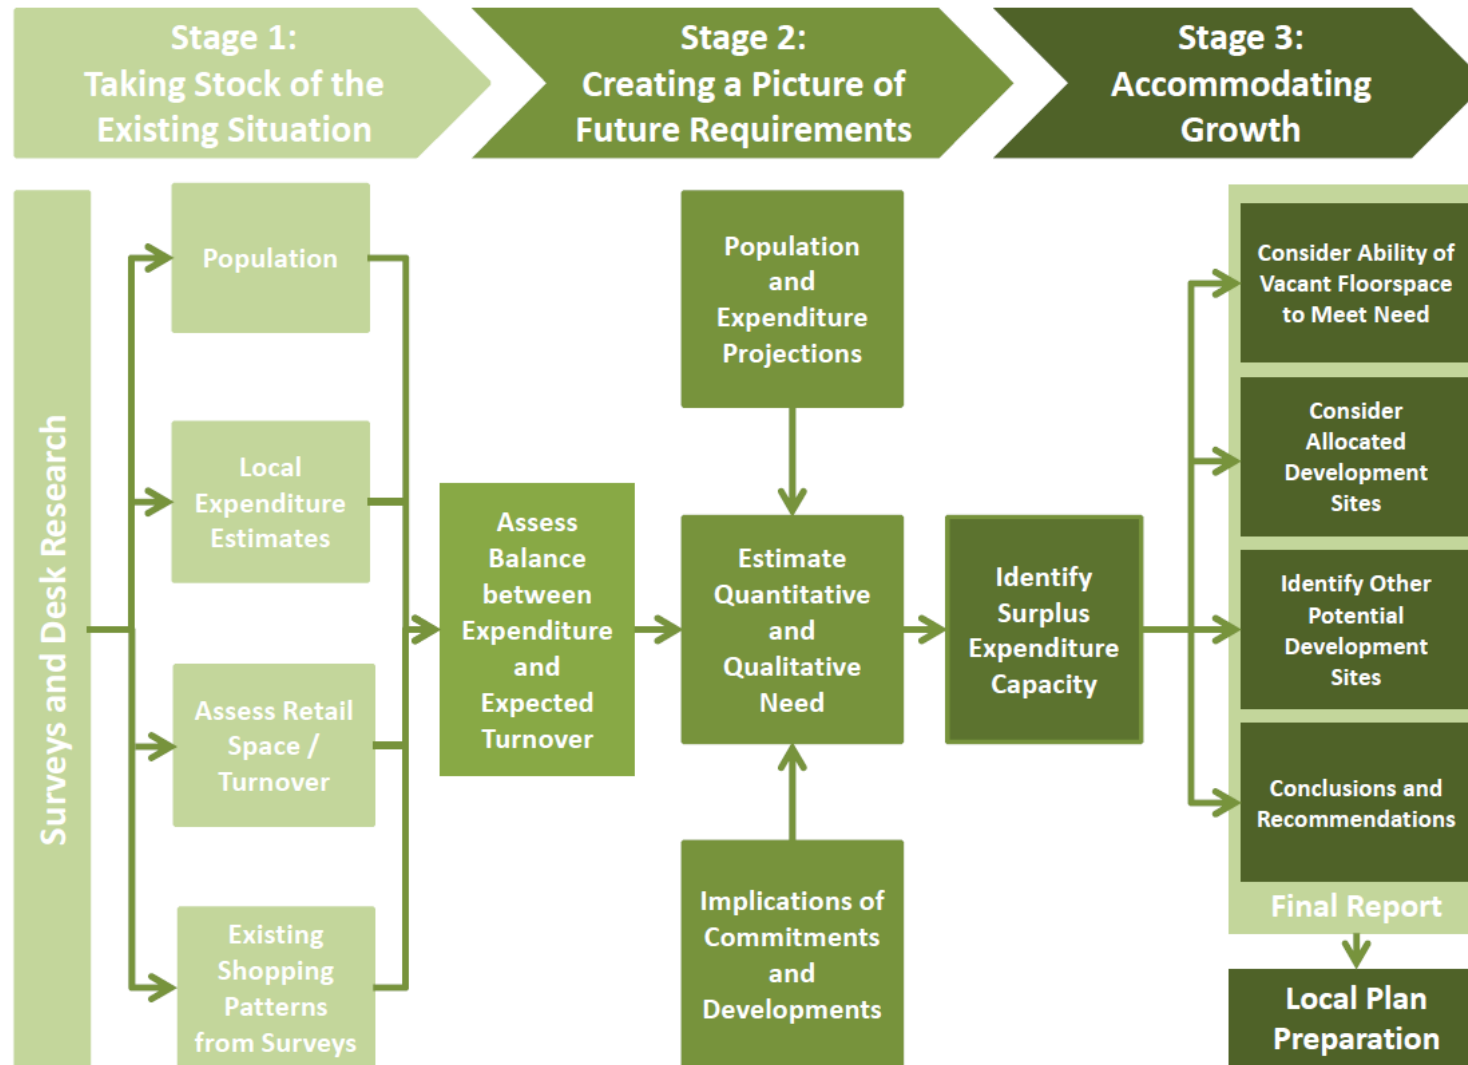 Stage 1:
Taking Stock of the
Existing Situation
Stage 2:
Creating a Picture of
Future Requirements
Stage 3:
Accommodating
Growth
Surveys and Desk Research
Population
Local
Expenditure
Estimates
Assess Retail
Space /
Turnover
Existing
Shopping
Patterns
from Surveys
Assess
Balance
between
Expenditure
and
Expected
Turnover
Population
and
Expenditure
Projections
Estimate
Quantitative
and
Qualitative
Need
Implications of
Commitments
and
Developments
Identify
Surplus
Expenditure
Capacity
Consider Ability of
Vacant Floorspace
to Meet Need
Consider
Allocated
Development
Sites
Identify Other
Potential
Development
Sites
Conclusions and
Recommendations
Final Report
Local Plan
Preparation